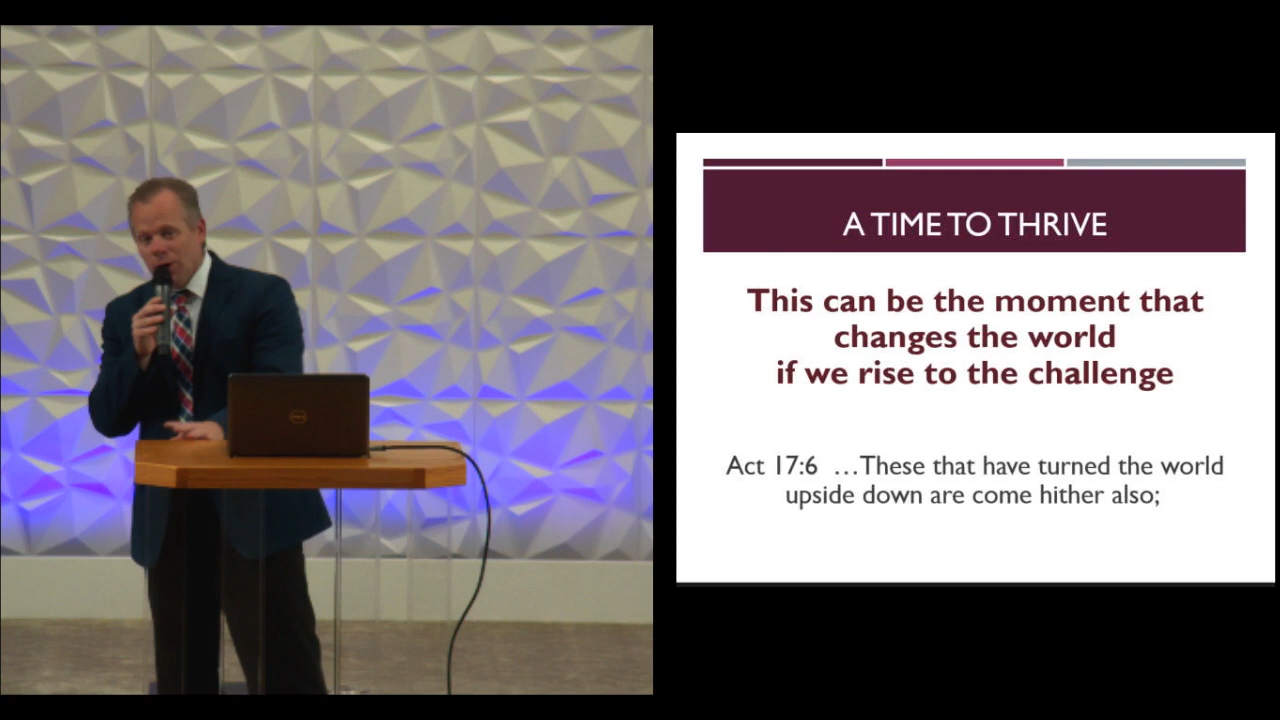 A TIME TO THRIVE
This can be the moment that
changes the world
if we rise to the challenge
Act 17:6 …These that have turned the world
upside down are come hither also;
DELL